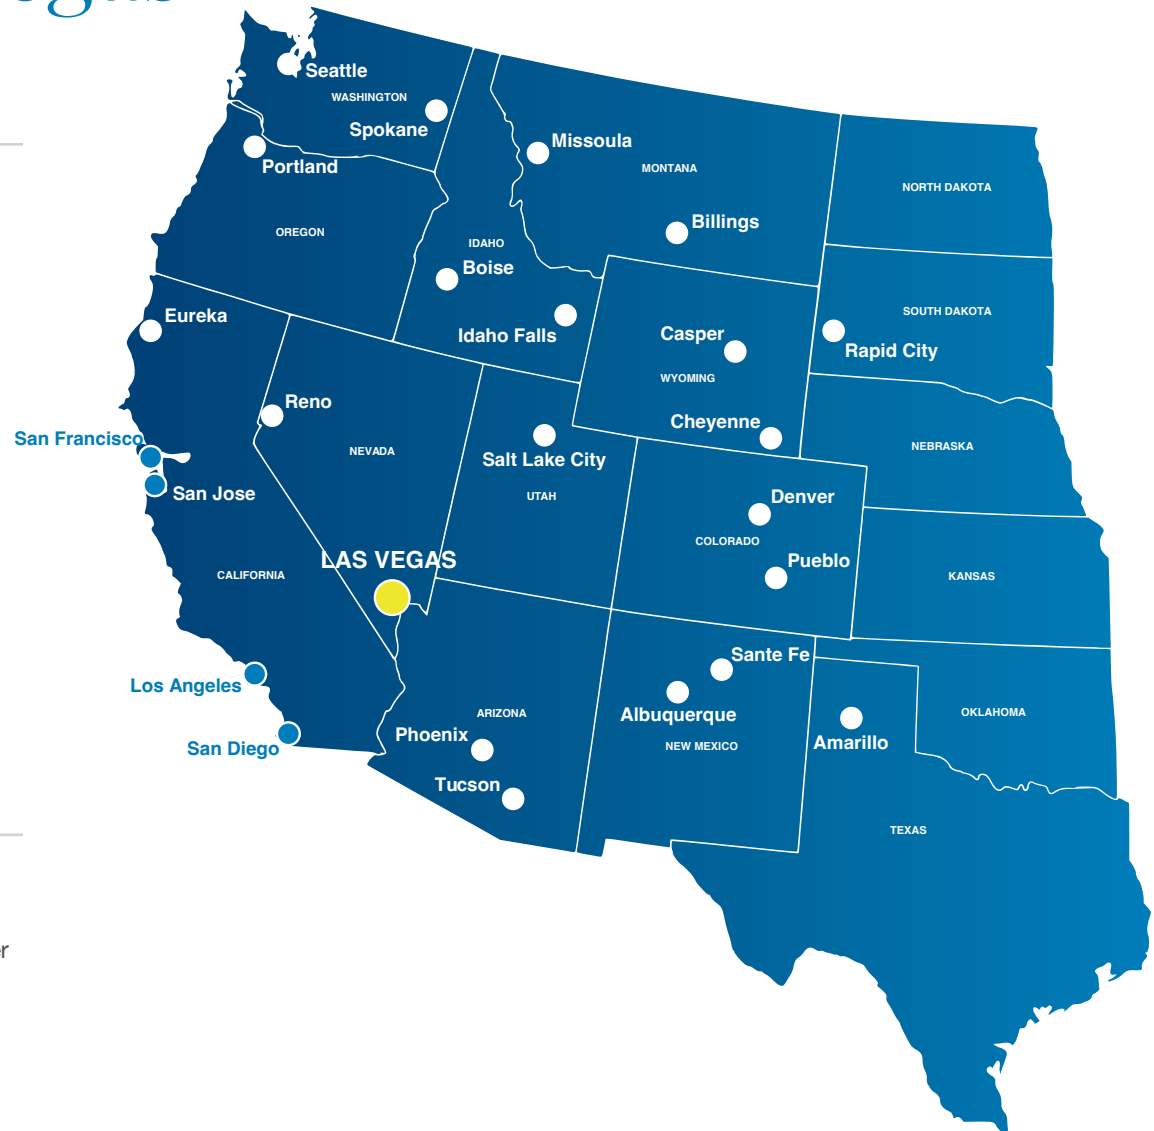 Seattle
WASHINGTON
Spokane
Portland
Missoula
MONTANA
NORTH DAKOTA
OREGON
IDAHO
Billings
Boise
Eureka
Idaho Falls
Casper
SOUTH DAKOTA
Rapid City
WYOMING
Reno
Cheyenne
San Francisco
NEVADA
Salt Lake City
NEBRASKA
San Jose
UTAH
Denver
COLORADO
LAS VEGAS
Pueblo
CALIFORNIA
KANSAS
Sante Fe
Los Angeles
ARIZONA
Albuquerque
OKLAHOMA
Phoenix
NEW MEXICO
Amarillo
San Diego
Tucson
TEXAS